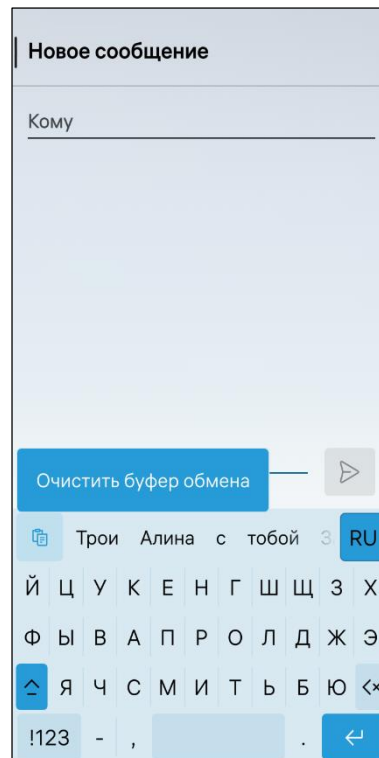 Новое сообщение
Кому
Очистить буфер обмена
Трои Алина с тобой З RU
Й Ц У К Е Н Г Ш Щ З Х
Ф Ы В А П Р О Л Д Ж Э
Я Ч С М И Т Ь Б Ю
!123 - , .